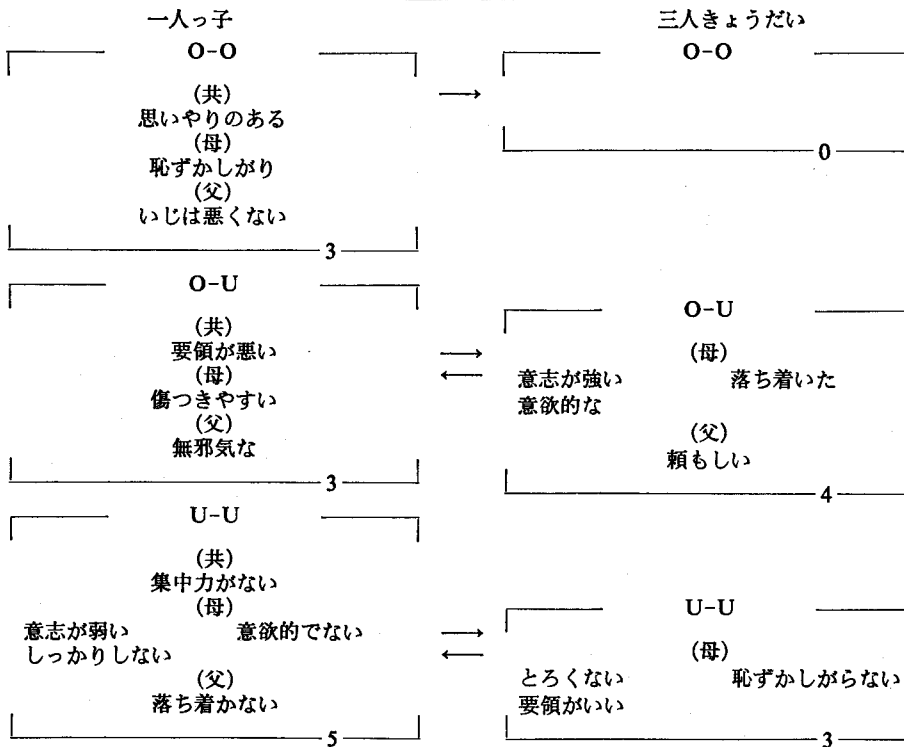 一人っ子
O-O
(共)
思いやりのある
(母)
恥ずかしがり
(父)
いじは悪くない
3
→
三人きょうだい
O-O
0
O-U
(共)
要領が悪い
(母)
傷つきやすい
(父)
無邪気な
3
→
←
O-U
(母)
意志が強い 落ち着いた
意欲的な
(父)
頼もしい
4
U-U
(共)
集中力がない
(母)
意志が弱い 意欲的でない
しっかりしない
(父)
落ち着かない
5
→
←
U-U
(母)
とろくない 恥ずかしがらない
要領がいい
3